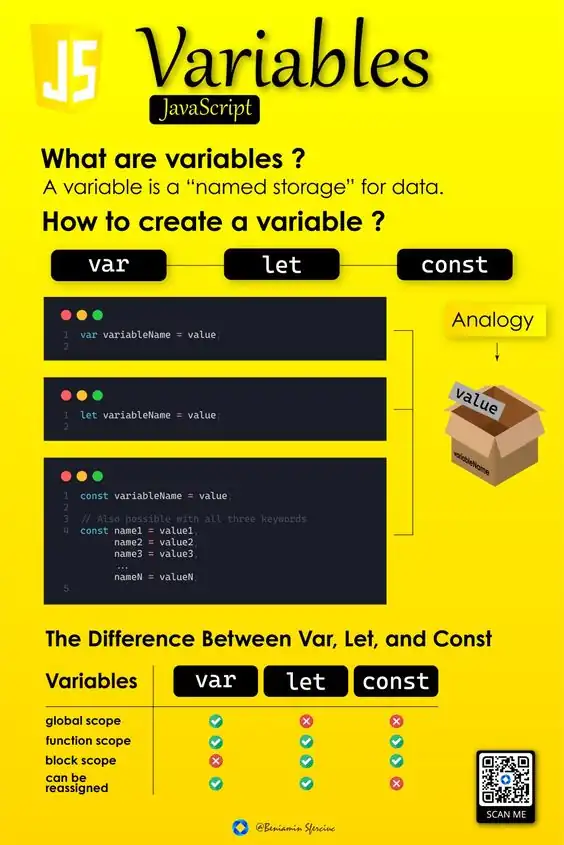 JS
Variables
JavaScript
What are variables ?
A variable is a “named storage” for data.
How to create a variable ?
var let const
1 var variableName = value;
2
Analogy
value
variableName
1 let variableName = value;
2
1 const variableName = value;
2
3 // Also possible with all three keywords
4 const name1 = value1,
name2 = value2,
name3 = value3,
...
nameN = valueN;
5
The Difference Between Var, Let, and Const
Variables var let const
global scope
function scope
block scope
can be
reassigned
SCAN ME
@Beniamin Sferciuc